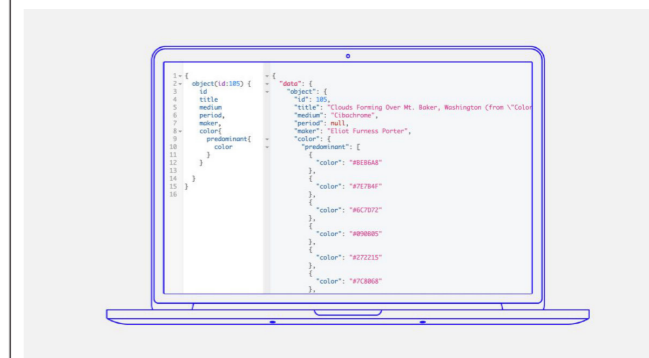 1 - {
2 - object(id:105) {
3 id
4 title
5 medium
6 period,
7 maker,
8 - color{
9 predominant{
10 color
11 }
12 }
13
14 }
15 }
16
- {
- "data": {
- "object": {
"id": 105,
"title": "Clouds Forming Over Mt. Baker, Washington (from \"Color
"medium": "Cibachrome",
"period": null,
"maker": "Eliot Furness Porter",
- "color": {
- "predominant": [
{
"color": "#BEB6A8"
},
{
"color": "#7E7B4F"
},
{
"color": "#6C7D72"
},
{
"color": "#090B05"
},
{
"color": "#272215"
},
{
"color": "#7C8068"
},